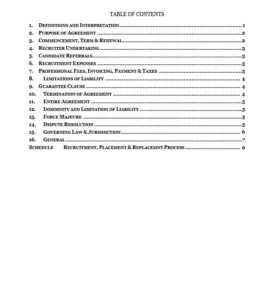 TABLE OF CONTENTS
1. DEFINITIONS AND INTERPRETATION 1
2. PURPOSE OF AGREEMENT 2
3. COMMENCEMENT, TERM & RENEWAL 2
4. RECRUITER UNDERTAKING 3
5. CANDIDATE REFERRALS 3
6. RECRUITMENT EXPENSES 3
7. PROFESSIONAL FEES, INVOICING, PAYMENT & TAXES 3
8. LIMITATIONS OF LIABILITY 4
9. GUARANTEE CLAUSE 4
10. TERMINATION OF AGREEMENT 4
11. ENTIRE AGREEMENT 5
12. INDEMNITY AND LIMITATION OF LIABILITY 5
13. FORCE MAJEURE 5
14. DISPUTE RESOLUTION 5
15. GOVERNING LAW & JURISDICTION 6
16. GENERAL 7
SCHEDULE RECRUITMENT, PLACEMENT & REPLACEMENT PROCESS 9